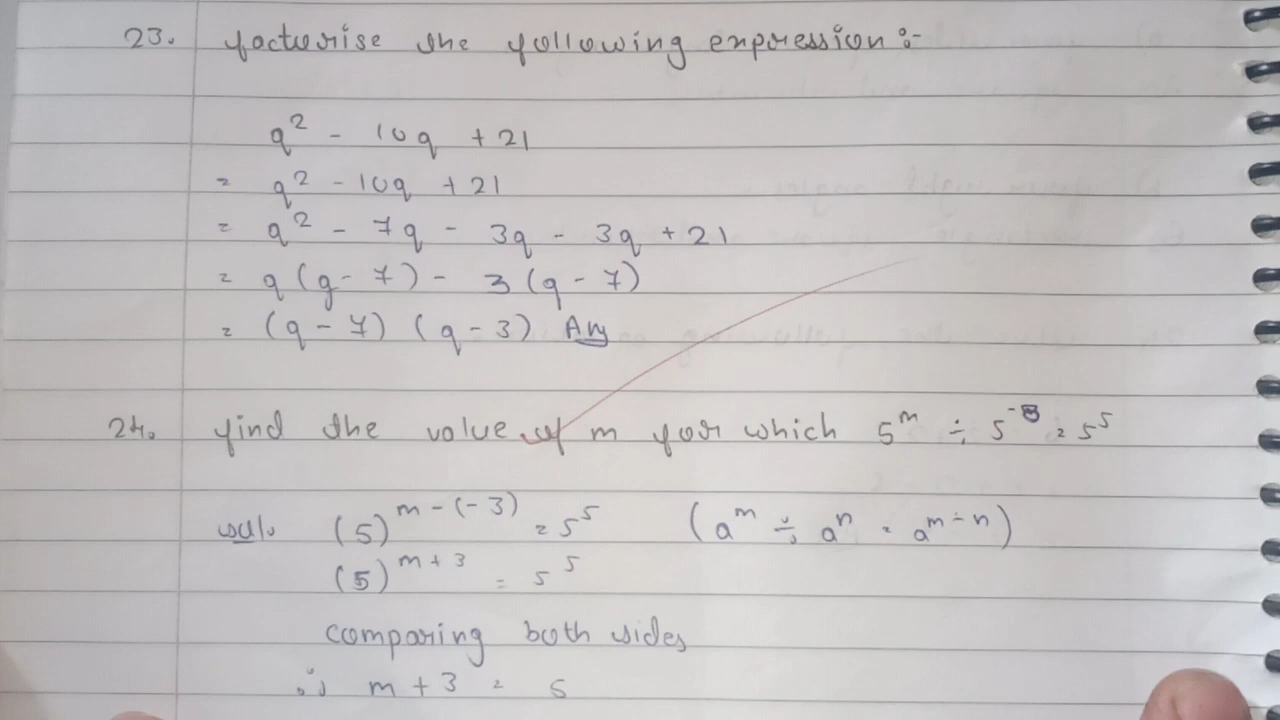 23. factorise the following expression :-
q² - 10q + 21
= q² - 10q + 21
= q² - 7q - 3q - 3q + 21
= q (q - 7) - 3 (q - 7)
= (q - 7) (q - 3) Ans
24. find the value of m for which 5ᵐ ÷ 5⁻³ = 5⁵
sol. (5)ᵐ⁻⁽⁻³⁾ = 5⁵ (aᵐ ÷ aⁿ = aᵐ⁻ⁿ)
(5)ᵐ⁺³ = 5⁵
comparing both sides
∴ m + 3 = 5